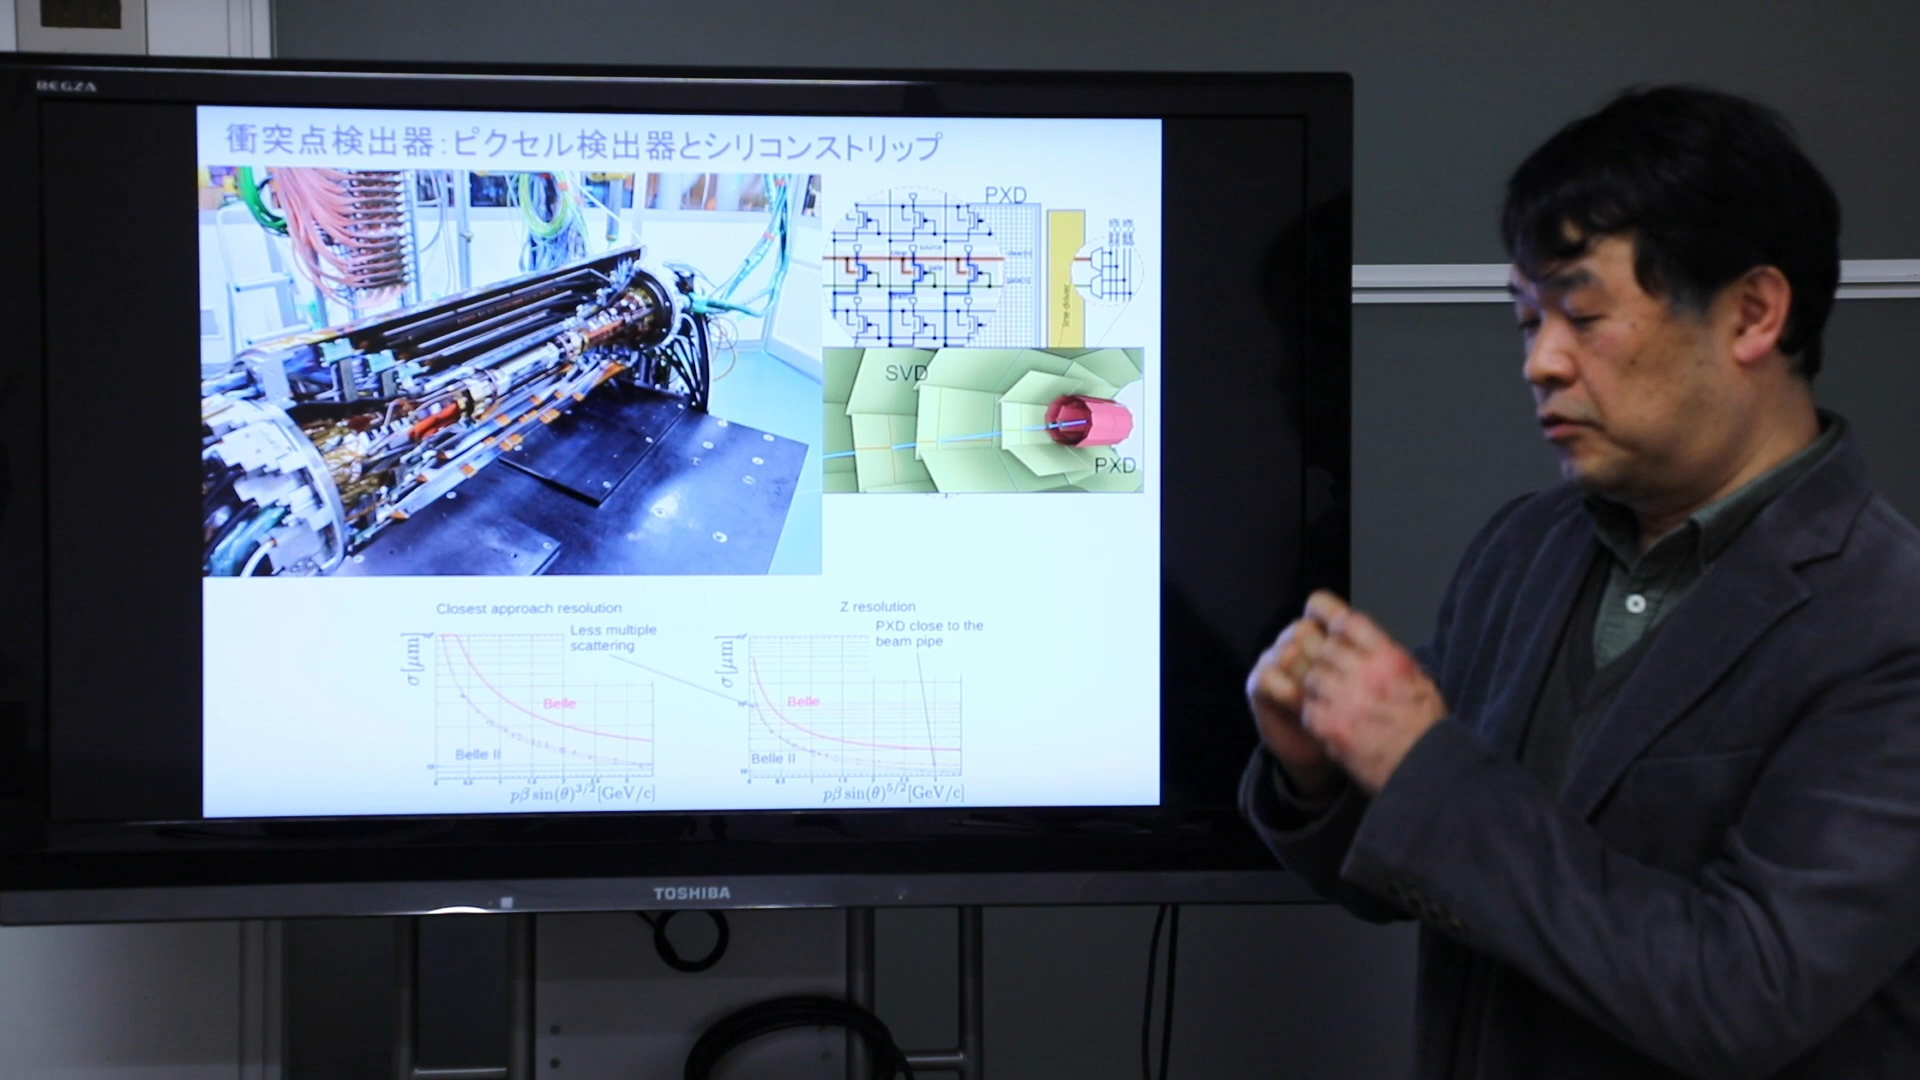 REGZA
衝突点検出器:ピクセル検出器とシリコンストリップ
PXD
source
line driver
SVD
PXD
Closest approach resolution
Less multiple
scattering
σ[μm]
Belle
Belle II
pβ sin(θ)^3/2[GeV/c]
Z resolution
PXD close to the
beam pipe
σ[μm]
Belle
Belle II
pβ sin(θ)^5/2[GeV/c]
TOSHIBA